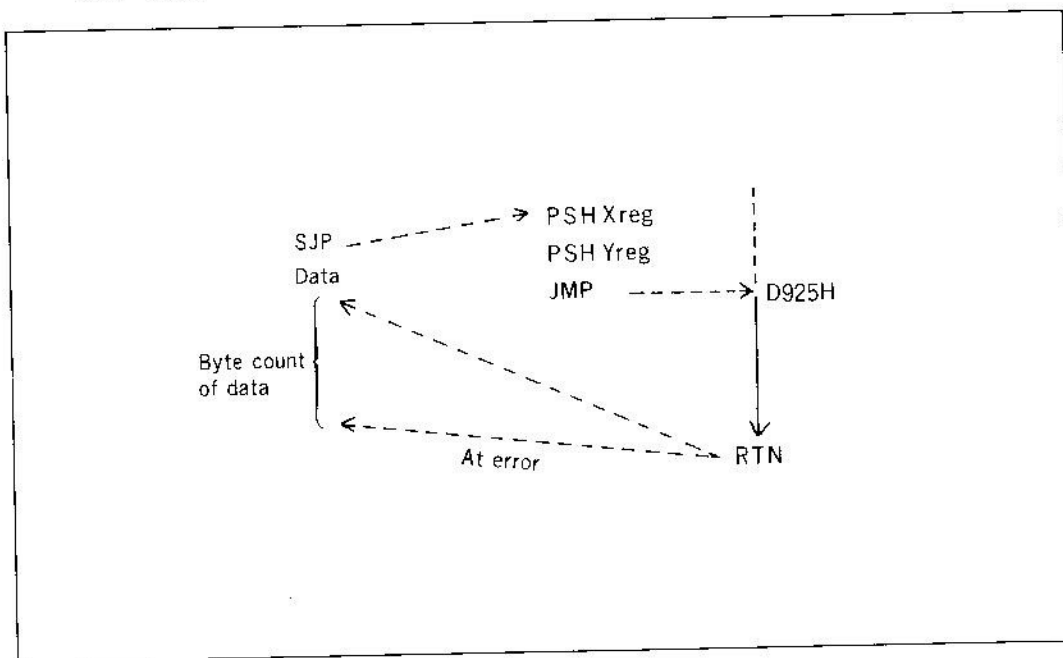 PSH Xreg
SJP
PSH Yreg
Data
JMP
D925H
Byte count
of data
At error
RTN